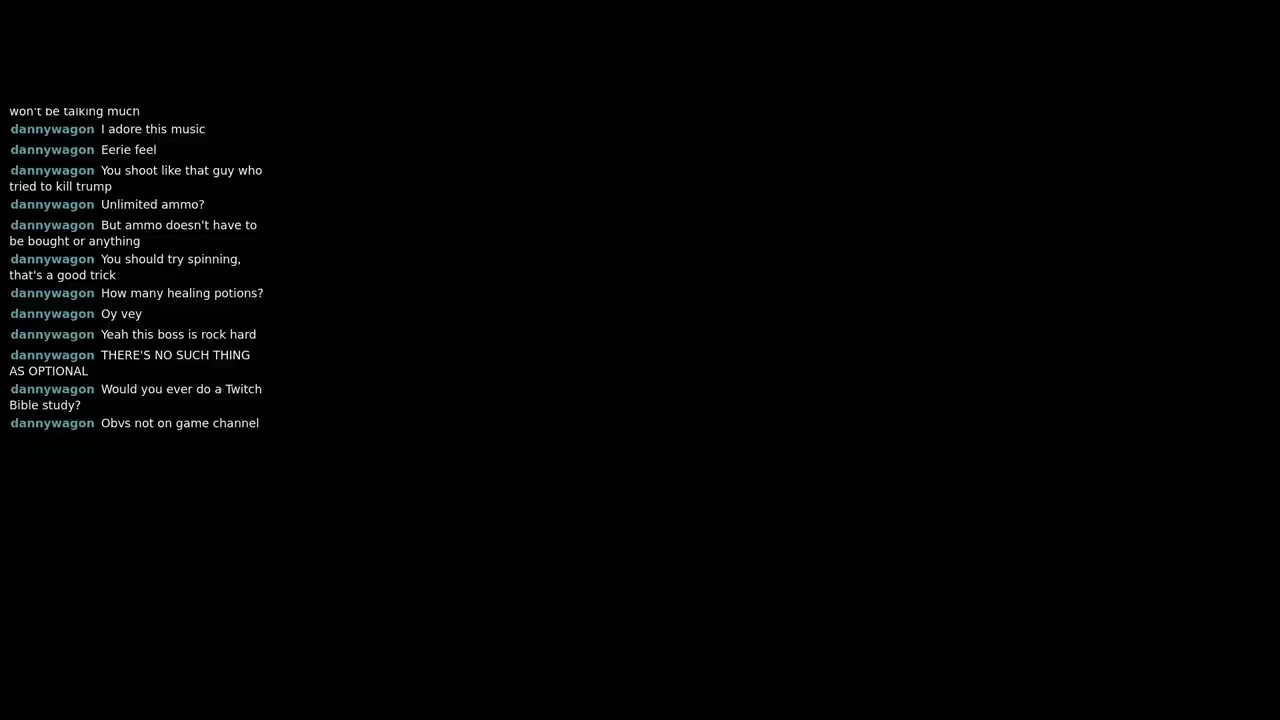 won't be talking much
dannywagon I adore this music
dannywagon Eerie feel
dannywagon You shoot like that guy who
tried to kill trump
dannywagon Unlimited ammo?
dannywagon But ammo doesn't have to
be bought or anything
dannywagon You should try spinning,
that's a good trick
dannywagon How many healing potions?
dannywagon Oy vey
dannywagon Yeah this boss is rock hard
dannywagon THERE'S NO SUCH THING
AS OPTIONAL
dannywagon Would you ever do a Twitch
Bible study?
dannywagon Obvs not on game channel